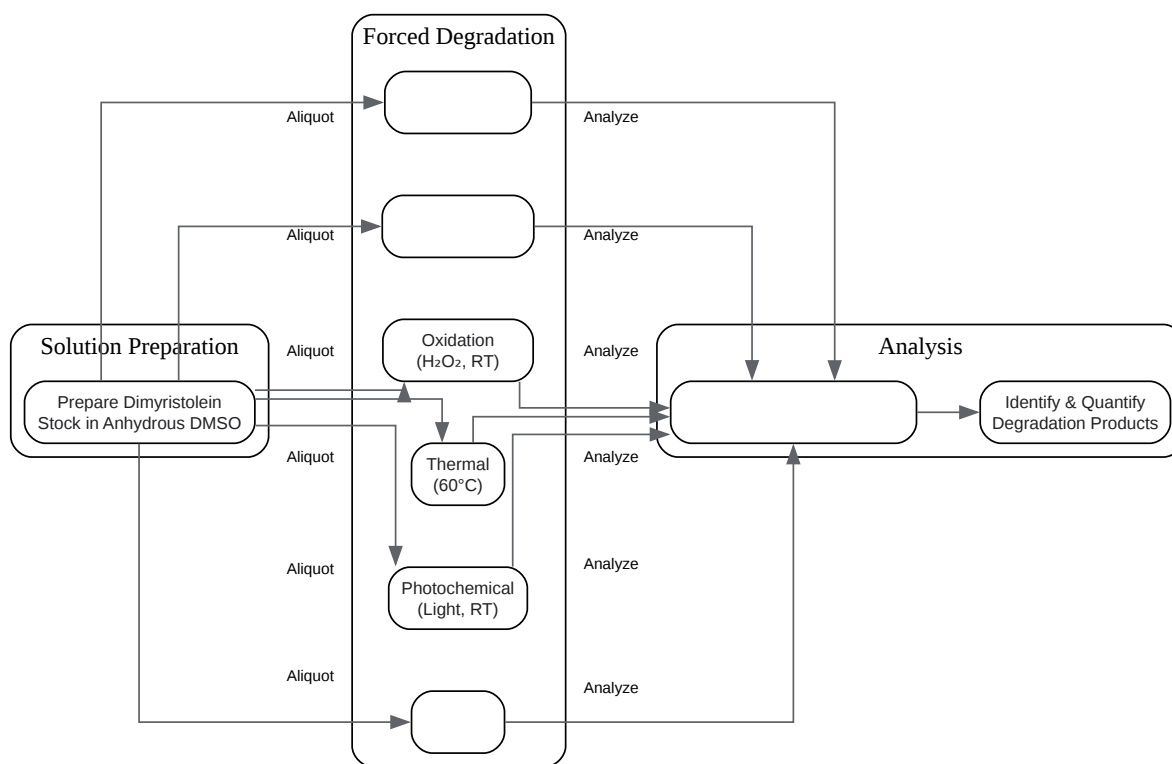 Forced Degradation
Aliquot
Analyze
Aliquot
Analyze
Solution Preparation
Aliquot
Oxidation
(H₂O₂, RT)
Analyze
Analysis
Prepare Dimyristolein
Stock in Anhydrous DMSO
Identify & Quantify
Degradation Products
Aliquot
Thermal
(60°C)
Analyze
Aliquot
Photochemical
(Light, RT)
Analyze
Aliquot
Analyze